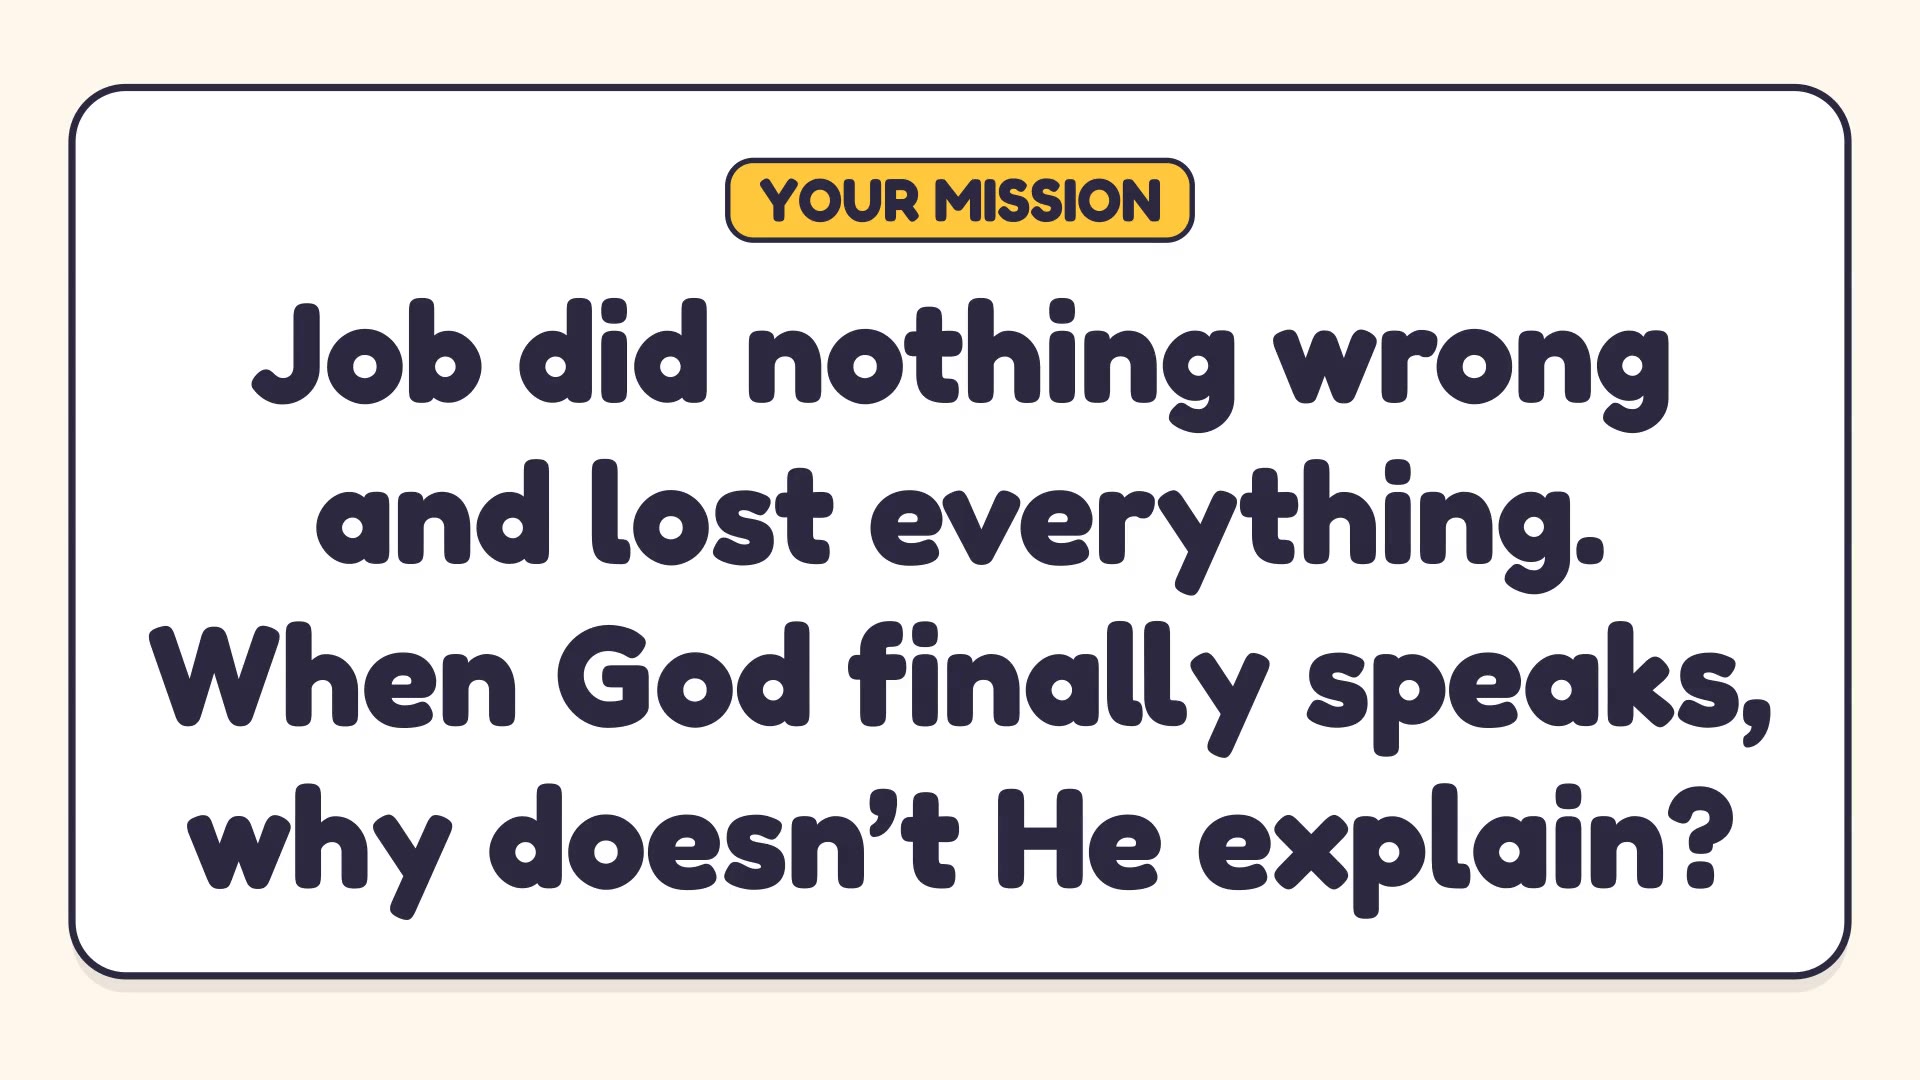 YOUR MISSION
Job did nothing wrong
and lost everything.
When God finally speaks,
why doesn’t He explain?